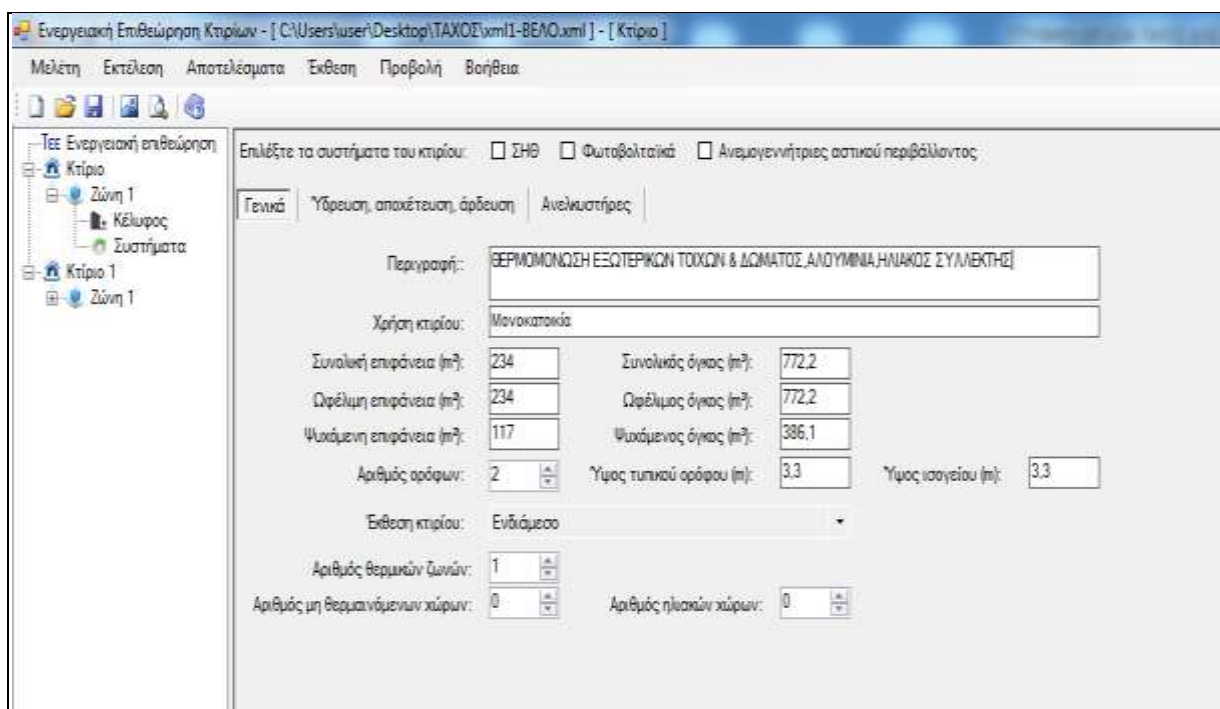 Ενεργειακή Επιθεώρηση Κτιρίων - [ C:\Users\user\Desktop\ΤΑΧΟΣ\xml1-ΒΕΛΟ.xml ] - [ Κτίριο ]
Μελέτη Εκτέλεση Αποτελέσματα Έκθεση Προβολή Βοήθεια
TEE Ενεργειακή επιθεώρηση
Κτίριο
Ζώνη 1
Κέλυφος
Συστήματα
Κτίριο 1
Ζώνη 1
Επιλέξτε τα συστήματα του κτιρίου: ΣΗΘ Φωτοβολταϊκά Ανεμογεννήτριες αστικού περιβάλλοντος
Γενικά Ύδρευση, αποχέτευση, άρδευση Ανελκυστήρες
Περιγραφή:: ΘΕΡΜΟΜΟΝΩΣΗ ΕΞΩΤΕΡΙΚΩΝ ΤΟΙΧΩΝ & ΔΩΜΑΤΟΣ,ΑΛΟΥΜΙΝΙΑ,ΗΛΙΑΚΟΣ ΣΥΛΛΕΚΤΗΣ
Χρήση κτιρίου: Μονοκατοικία
Συνολική επιφάνεια (m²): 234 Συνολικός όγκος (m³): 772,2
Ωφέλιμη επιφάνεια (m²): 234 Ωφέλιμος όγκος (m³): 772,2
Ψυχόμενη επιφάνεια (m²): 117 Ψυχόμενος όγκος (m³): 386,1
Αριθμός ορόφων: 2 Ύψος τυπικού ορόφου (m): 3,3 Ύψος ισογείου (m): 3,3
Έκθεση κτιρίου: Ενδιάμεσο
Αριθμός θερμικών ζωνών: 1
Αριθμός μη θερμαινόμενων χώρων: 0 Αριθμός ηλιακών χώρων: 0